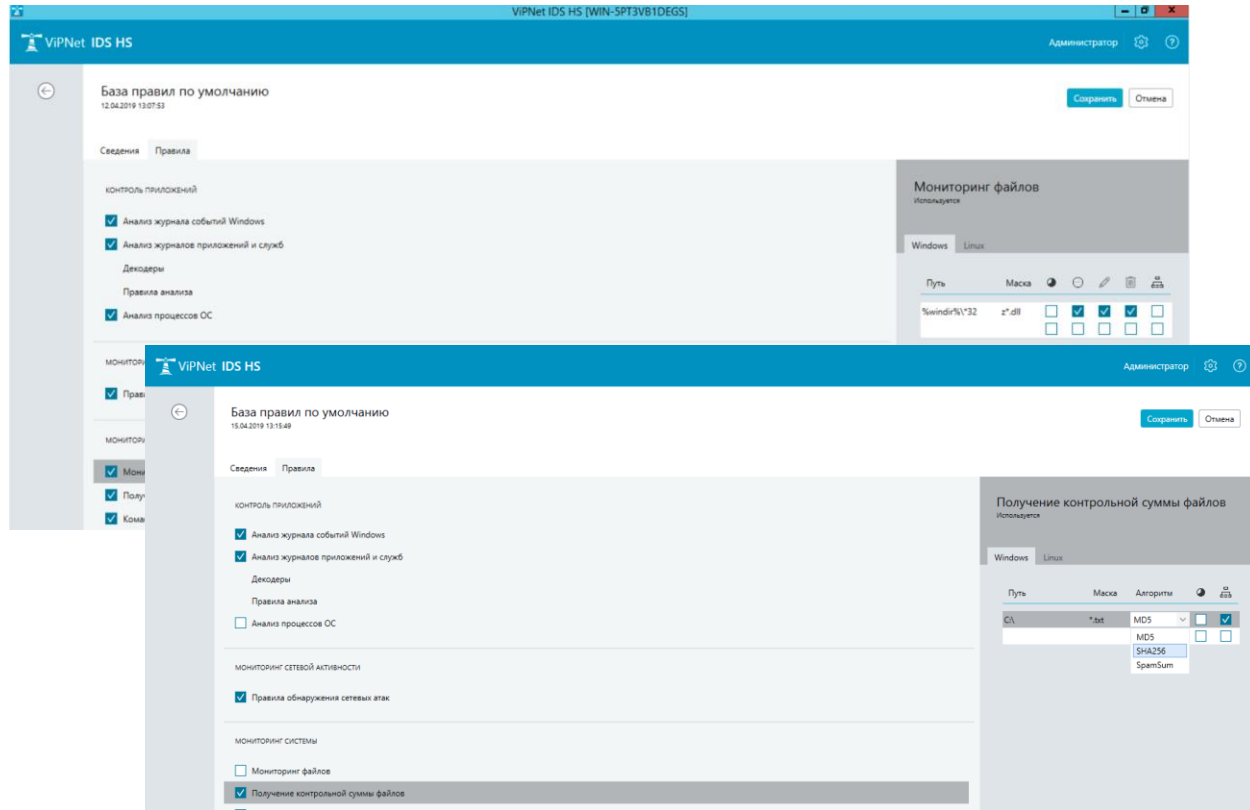 ViPNet IDS HS [WIN-5PT3VB1DEGS]
ViPNet IDS HS
Администратор
База правил по умолчанию
12.04.2019 13:07:53
Сохранить Отмена
Сведения Правила
КОНТРОЛЬ ПРИЛОЖЕНИЙ
Анализ журнала событий Windows
Анализ журналов приложений и служб
Декодеры
Правила анализа
Анализ процессов ОС
Мониторинг файлов
Используется
Windows Linux
Путь Маска
%windir%\*32 z*.dll
ViPNet IDS HS
Администратор
База правил по умолчанию
15.04.2019 13:15:49
Сохранить Отмена
Сведения Правила
КОНТРОЛЬ ПРИЛОЖЕНИЙ
Анализ журнала событий Windows
Анализ журналов приложений и служб
Декодеры
Правила анализа
Анализ процессов ОС
МОНИТОРИНГ СЕТЕВОЙ АКТИВНОСТИ
Правила обнаружения сетевых атак
МОНИТОРИНГ СИСТЕМЫ
Мониторинг файлов
Получение контрольной суммы файлов
Получение контрольной суммы файлов
Используется
Windows Linux
Путь Маска Алгоритм
C:\ *.txt MD5
MD5
SHA256
SpamSum